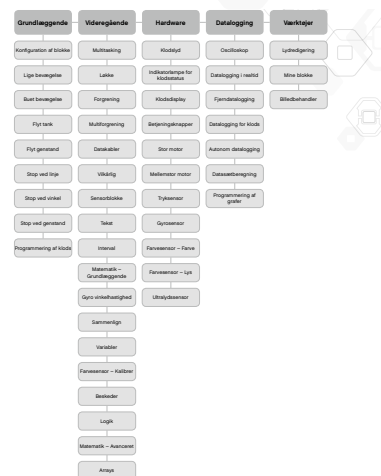 Grundlæggende
Videregående
Hardware
Datalogging
Værktøjer
Konfiguration af blokke
Lige bevægelse
Buet bevægelse
Flyt tank
Flyt genstand
Stop ved linje
Stop ved vinkel
Stop ved genstand
Programmering af klods
Multitasking
Løkke
Forgrening
Multiforgrening
Datakabler
Vilkårlig
Sensorblokke
Tekst
Interval
Matematik –
Grundlæggende
Gyro vinkelhastighed
Sammenlign
Variabler
Farvesensor – Kalibrer
Beskeder
Logik
Matematik – Avanceret
Arrays
Klodslyd
Indikatorlampe for
klodsstatus
Klodsdisplay
Betjeningsknapper
Stor motor
Mellemstor motor
Tryksensor
Gyrosensor
Farvesensor – Farve
Farvesensor – Lys
Ultralydssensor
Oscilloskop
Datalogging i realtid
Fjerndatalogging
Datalogging for klods
Autonom datalogging
Datasætberegning
Programmering af
grafer
Lydredigering
Mine blokke
Billedbehandler